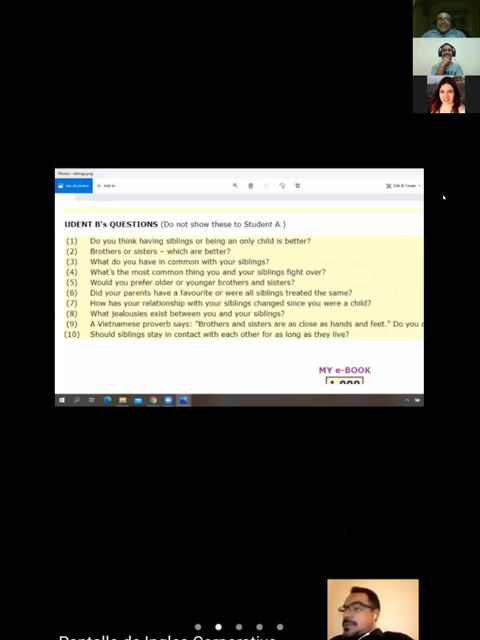 Photos - siblings.png
See all photos
Add to
Edit & Create
UDENT B's QUESTIONS (Do not show these to Student A.)
(1) Do you think having siblings or being an only child is better?
(2) Brothers or sisters – which are better?
(3) What do you have in common with your siblings?
(4) What's the most common thing you and your siblings fight over?
(5) Would you prefer older or younger brothers and sisters?
(6) Did your parents have a favourite or were all siblings treated the same?
(7) How has your relationship with your siblings changed since you were a child?
(8) What jealousies exist between you and your siblings?
(9) A Vietnamese proverb says: "Brothers and sisters are as close as hands and feet." Do you a
(10) Should siblings stay in contact with each other for as long as they live?
MY e-BOOK
1,000
Pantalla de Ingles Corporativo